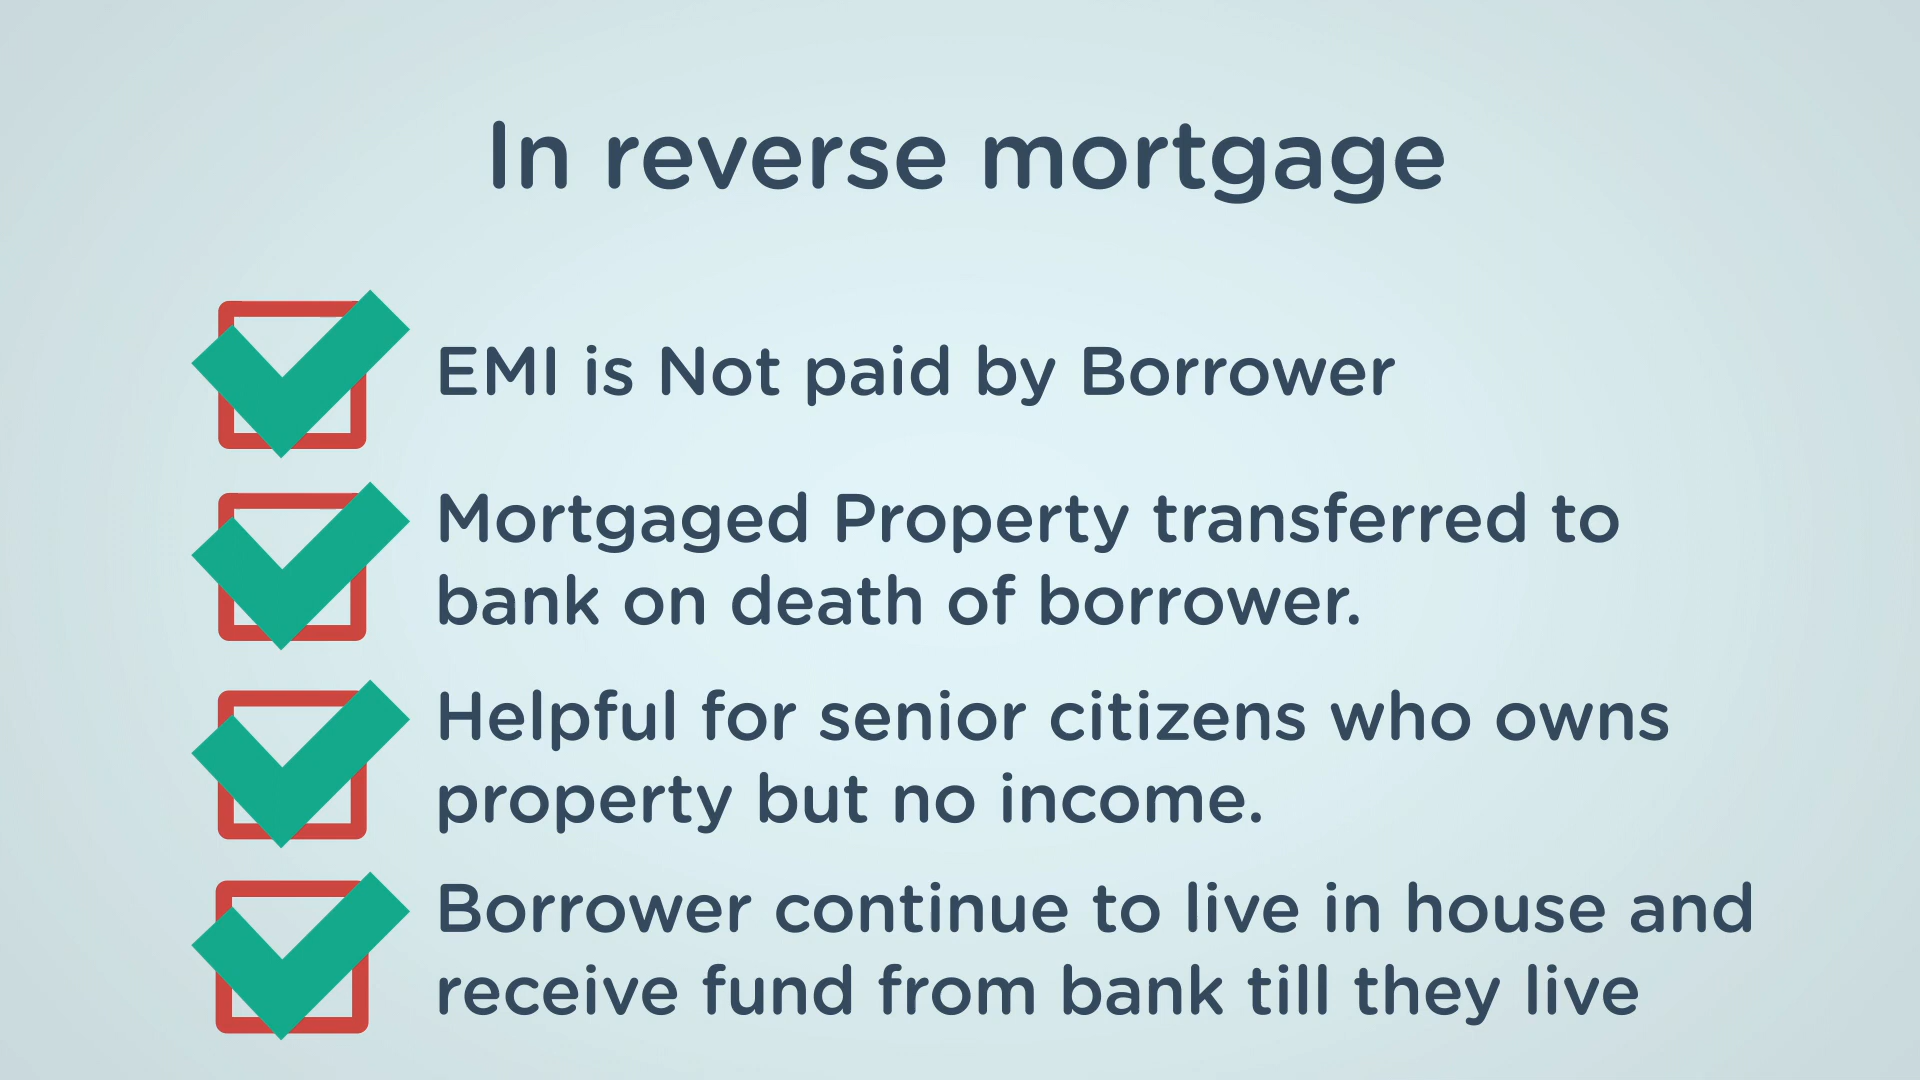 In reverse mortgage
EMI is Not paid by Borrower
Mortgaged Property transferred to
bank on death of borrower.
Helpful for senior citizens who owns
property but no income.
Borrower continue to live in house and
receive fund from bank till they live